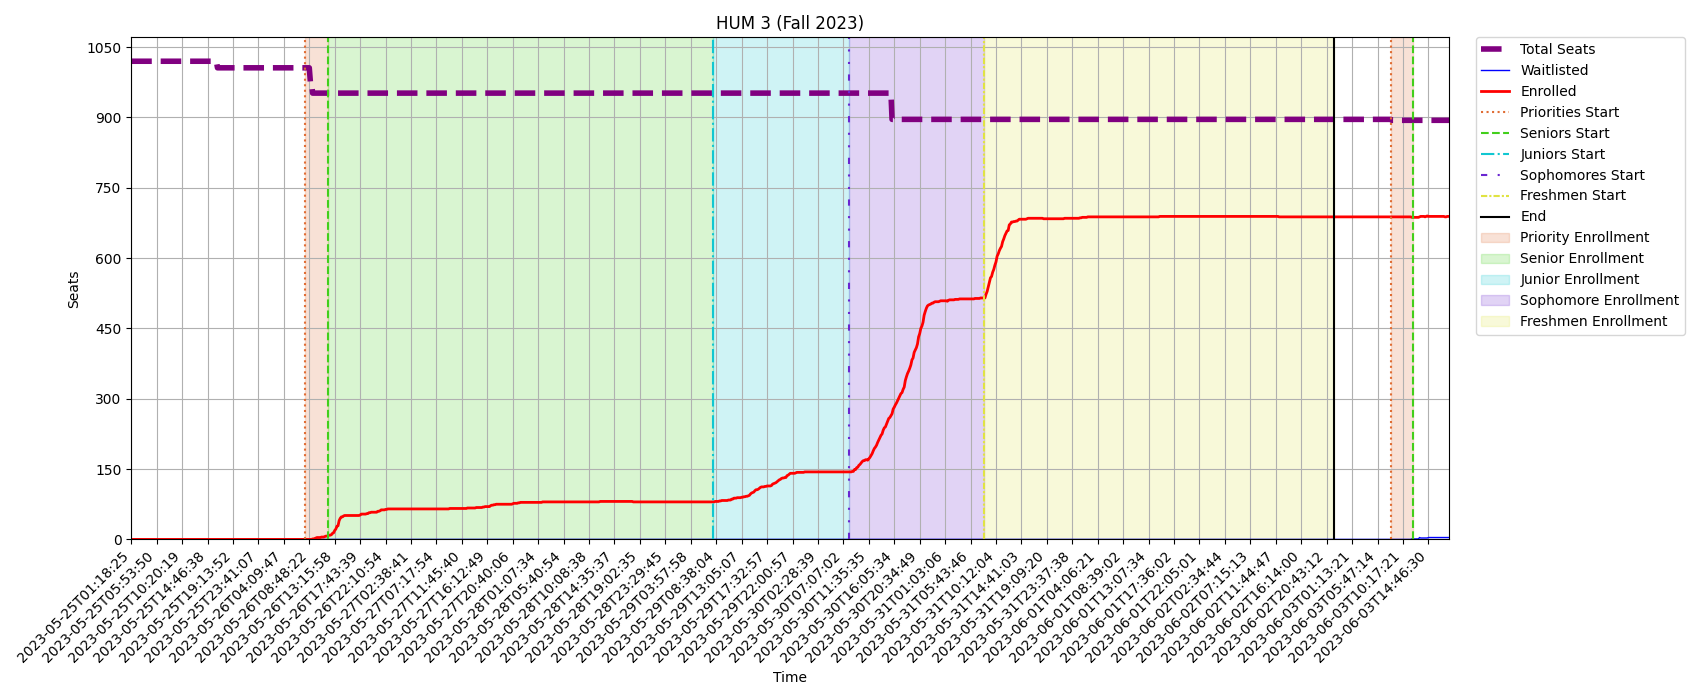 HUM 3 (Fall 2023)
1050
900
750
600
450
300
150
0
Seats
2023-05-25T01:18:25
2023-05-25T05:53:50
2023-05-25T10:20:19
2023-05-25T14:46:38
2023-05-25T19:13:52
2023-05-25T23:41:07
2023-05-26T04:09:47
2023-05-26T08:48:22
2023-05-26T13:15:58
2023-05-26T17:43:39
2023-05-26T22:10:54
2023-05-27T02:38:41
2023-05-27T07:17:54
2023-05-27T11:45:40
2023-05-27T16:12:49
2023-05-27T20:40:06
2023-05-28T01:07:34
2023-05-28T05:40:54
2023-05-28T10:08:38
2023-05-28T14:35:37
2023-05-28T19:02:35
2023-05-28T23:29:45
2023-05-29T03:57:58
2023-05-29T08:38:04
2023-05-29T13:05:07
2023-05-29T17:32:57
2023-05-29T22:00:57
2023-05-30T02:28:39
2023-05-30T07:07:02
2023-05-30T11:35:35
2023-05-30T16:05:34
2023-05-30T20:34:49
2023-05-31T01:03:06
2023-05-31T05:43:46
2023-05-31T10:12:04
2023-05-31T14:41:03
2023-05-31T19:09:20
2023-05-31T23:37:38
2023-06-01T04:06:21
2023-06-01T08:39:02
2023-06-01T13:07:34
2023-06-01T17:36:02
2023-06-01T22:05:01
2023-06-02T02:34:44
2023-06-02T07:15:13
2023-06-02T11:44:47
2023-06-02T16:14:00
2023-06-02T20:43:12
2023-06-03T01:13:21
2023-06-03T05:47:14
2023-06-03T10:17:21
2023-06-03T14:46:30
Time
Total Seats
Waitlisted
Enrolled
Priorities Start
Seniors Start
Juniors Start
Sophomores Start
Freshmen Start
End
Priority Enrollment
Senior Enrollment
Junior Enrollment
Sophomore Enrollment
Freshmen Enrollment